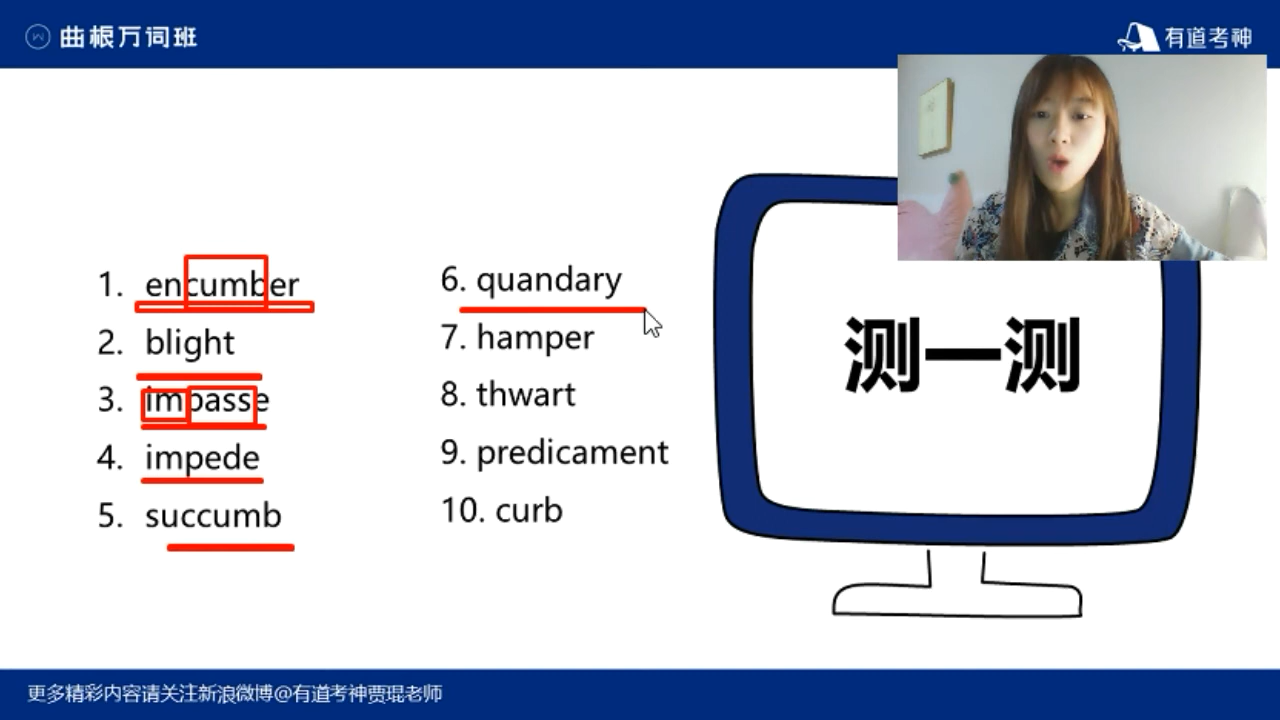 曲根万词班
有道考神
1. encumber
2. blight
3. impasse
4. impede
5. succumb
6. quandary
7. hamper
8. thwart
9. predicament
10. curb
测一测
更多精彩内容请关注新浪微博@有道考神贾琨老师